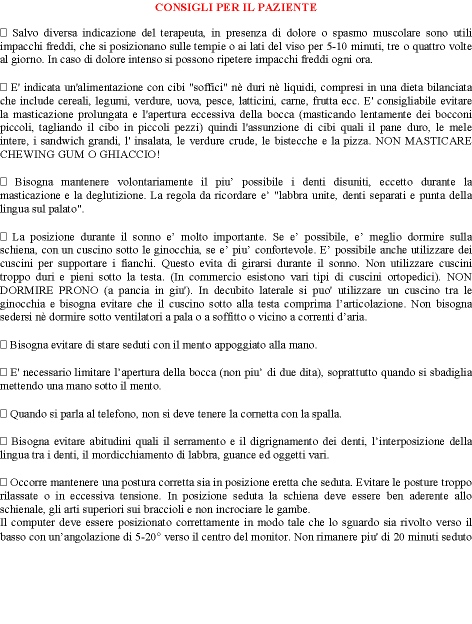 CONSIGLI PER IL PAZIENTE
□ Salvo diversa indicazione del terapeuta, in presenza di dolore o spasmo muscolare sono utili
impacchi freddi, che si posizionano sulle tempie o ai lati del viso per 5-10 minuti, tre o quattro volte
al giorno. In caso di dolore intenso si possono ripetere impacchi freddi ogni ora.
□ E' indicata un'alimentazione con cibi "soffici" nè duri nè liquidi, compresi in una dieta bilanciata
che include cereali, legumi, verdure, uova, pesce, latticini, carne, frutta ecc. E' consigliabile evitare
la masticazione prolungata e l'apertura eccessiva della bocca (masticando lentamente dei bocconi
piccoli, tagliando il cibo in piccoli pezzi) quindi l'assunzione di cibi quali il pane duro, le mele
intere, i sandwich grandi, l' insalata, le verdure crude, le bistecche e la pizza. NON MASTICARE
CHEWING GUM O GHIACCIO!
□ Bisogna mantenere volontariamente il piu' possibile i denti disuniti, eccetto durante la
masticazione e la deglutizione. La regola da ricordare e' "labbra unite, denti separati e punta della
lingua sul palato".
□ La posizione durante il sonno e' molto importante. Se e' possibile, e' meglio dormire sulla
schiena, con un cuscino sotto le ginocchia, se e' piu' confortevole. E' possibile anche utilizzare dei
cuscini per supportare i fianchi. Questo evita di girarsi durante il sonno. Non utilizzare cuscini
troppo duri e pieni sotto la testa. (In commercio esistono vari tipi di cuscini ortopedici). NON
DORMIRE PRONO (a pancia in giu'). In decubito laterale si puo' utilizzare un cuscino tra le
ginocchia e bisogna evitare che il cuscino sotto alla testa comprima l'articolazione. Non bisogna
sedersi nè dormire sotto ventilatori a pala o a soffitto o vicino a correnti d'aria.
□ Bisogna evitare di stare seduti con il mento appoggiato alla mano.
□ E' necessario limitare l'apertura della bocca (non piu' di due dita), soprattutto quando si sbadiglia
mettendo una mano sotto il mento.
□ Quando si parla al telefono, non si deve tenere la cornetta con la spalla.
□ Bisogna evitare abitudini quali il serramento e il digrignamento dei denti, l'interposizione della
lingua tra i denti, il mordicchiamento di labbra, guance ed oggetti vari.
□ Occorre mantenere una postura corretta sia in posizione eretta che seduta. Evitare le posture troppo
rilassate o in eccessiva tensione. In posizione seduta la schiena deve essere ben aderente allo
schienale, gli arti superiori sui braccioli e non incrociare le gambe.
Il computer deve essere posizionato correttamente in modo tale che lo sguardo sia rivolto verso il
basso con un'angolazione di 5-20° verso il centro del monitor. Non rimanere piu' di 20 minuti seduto